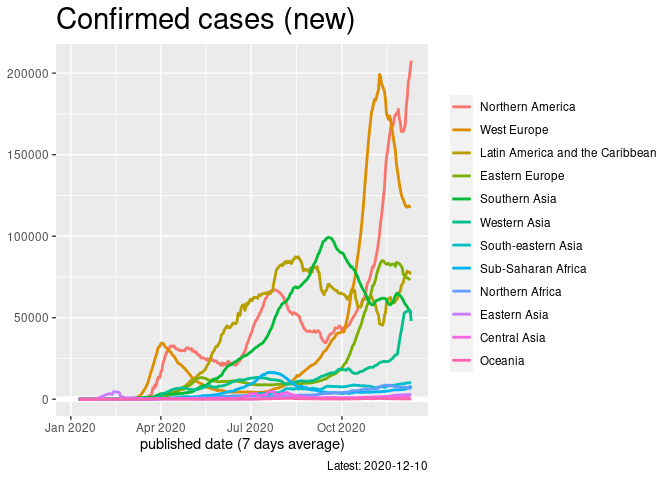 Confirmed cases (new)
200000
150000
100000
50000
0
Jan 2020
Apr 2020
Jul 2020
Oct 2020
published date (7 days average)
Latest: 2020-12-10
Northern America
West Europe
Latin America and the Caribbean
Eastern Europe
Southern Asia
Western Asia
South-eastern Asia
Sub-Saharan Africa
Northern Africa
Eastern Asia
Central Asia
Oceania